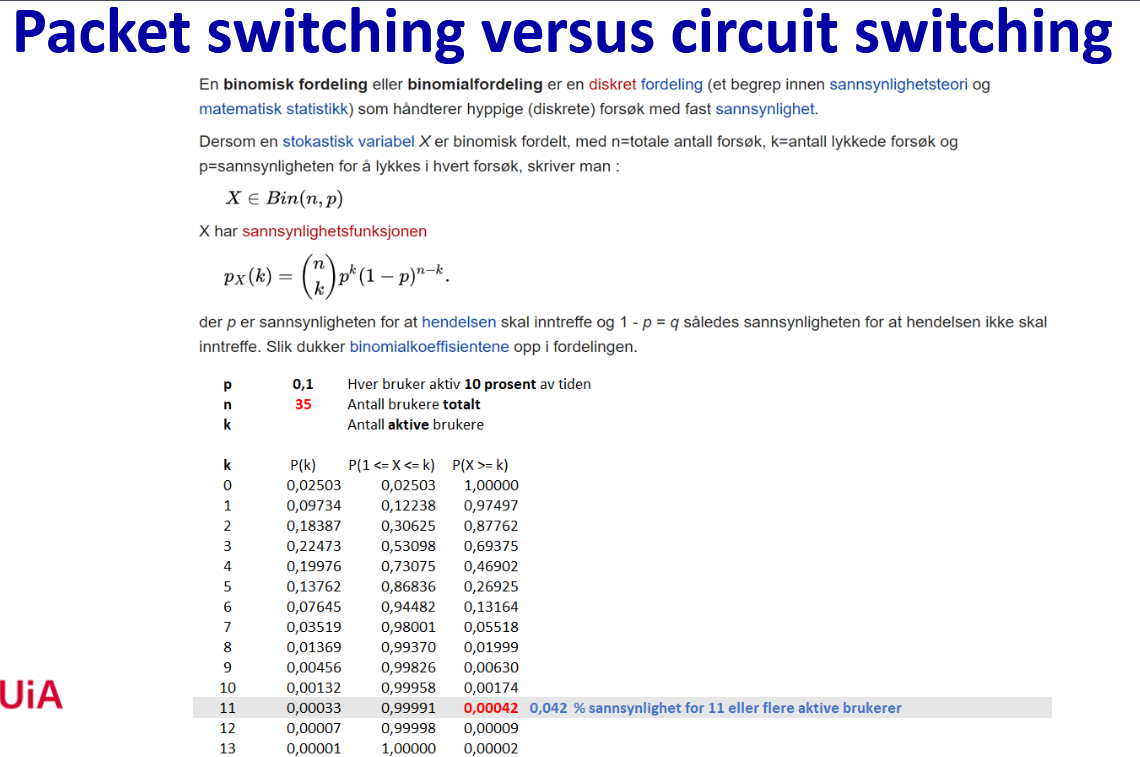 Packet switching versus circuit switching
En binomisk fordeling eller binomialfordeling er en diskret fordeling (et begrep innen sannsynlighetsteori og
matematisk statistikk) som håndterer hyppige (diskrete) forsøk med fast sannsynlighet.
Dersom en stokastisk variabel X er binomisk fordelt, med n=totale antall forsøk, k=antall lykkede forsøk og
p=sannsynligheten for å lykkes i hvert forsøk, skriver man :
X ∈ Bin(n, p)
X har sannsynlighetsfunksjonen
pX(k) = (n k) p^k (1 − p)^{n−k}.
der p er sannsynligheten for at hendelsen skal inntreffe og 1 - p = q således sannsynligheten for at hendelsen ikke skal
inntreffe. Slik dukker binomialkoeffisientene opp i fordelingen.
p 0,1 Hver bruker aktiv 10 prosent av tiden
n 35 Antall brukere totalt
k Antall aktive brukere
k P(k) P(1 <= X <= k) P(X >= k)
0 0,02503 0,02503 1,00000
1 0,09734 0,12238 0,97497
2 0,18387 0,30625 0,87762
3 0,22473 0,53098 0,69375
4 0,19976 0,73075 0,46902
5 0,13762 0,86836 0,26925
6 0,07645 0,94482 0,13164
7 0,03519 0,98001 0,05518
8 0,01369 0,99370 0,01999
9 0,00456 0,99826 0,00630
10 0,00132 0,99958 0,00174
UiA
11 0,00033 0,99991 0,00042 0,042 % sannsynlighet for 11 eller flere aktive brukerer
12 0,00007 0,99998 0,00009
13 0,00001 1,00000 0,00002